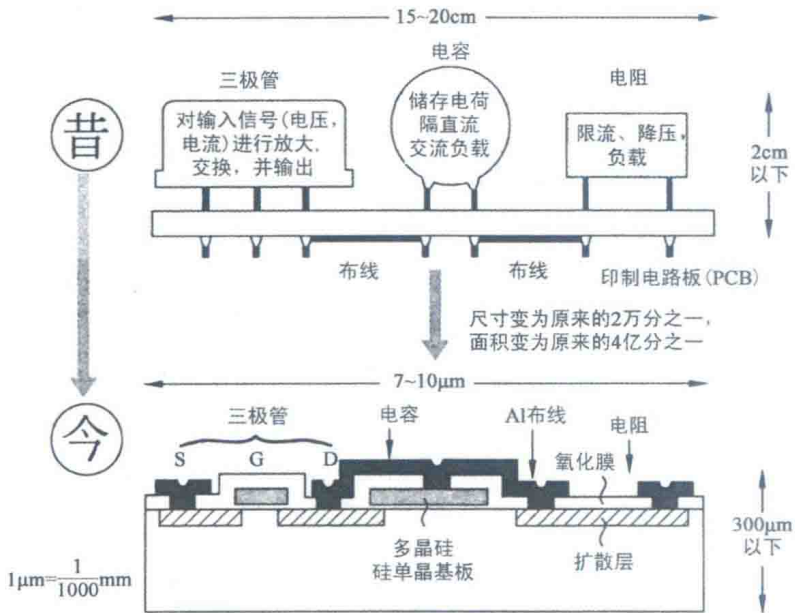 15~20cm
三极管
电容
电阻
昔
对输入信号(电压,
电流)进行放大,
交换,并输出
储存电荷
隔直流
交流负载
限流、降压,
负载
2cm
以下
布线
布线
印制电路板(PCB)
尺寸变为原来的2万分之一,
面积变为原来的4亿分之一
7~10μm
今
三极管
电容
Al布线
电阻
S
G
D
氧化膜
300μm
以下
多晶硅
硅单晶基板
扩散层
1μm=1/1000mm